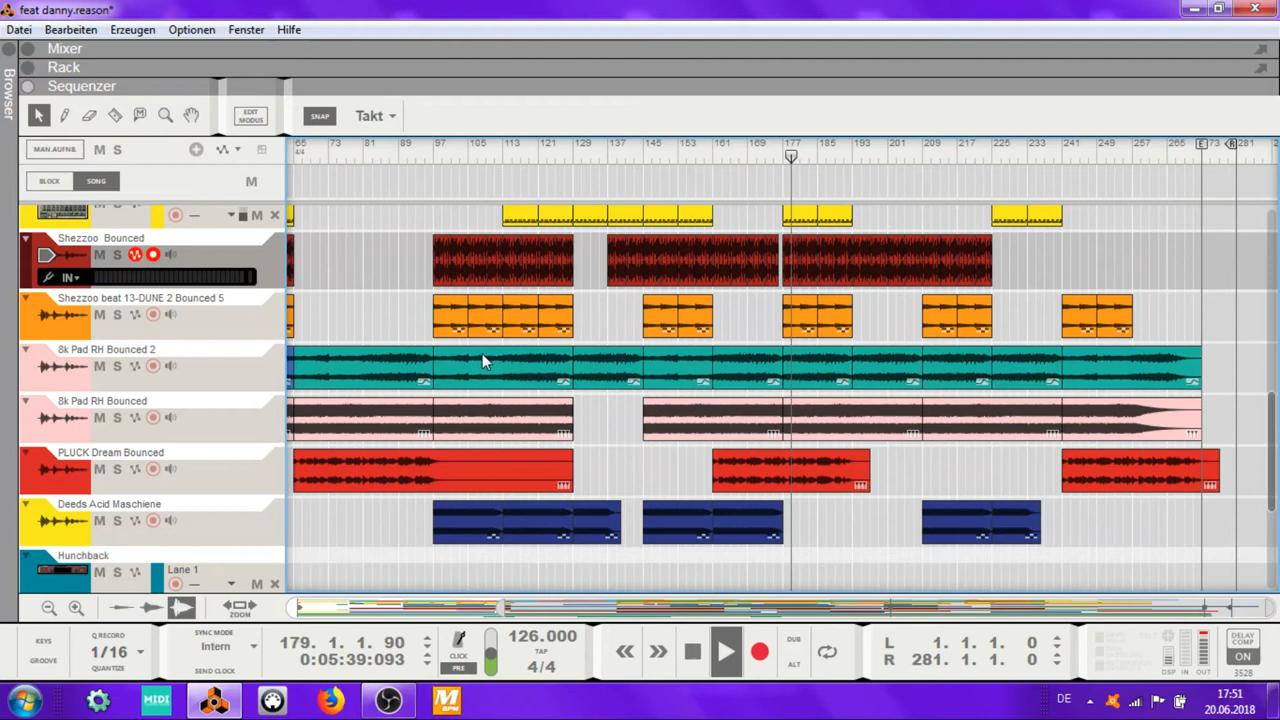 feat danny.reason*
Datei Bearbeiten Erzeugen Optionen Fenster Hilfe
Mixer
Rack
Sequenzer
Browser
EDIT MODUS
SNAP
Takt
MAN.AUFNB.
M S
BLOCK SONG
M
65 73 81 89 97 105 113 121 129 137 145 153 161 169 177 185 193 201 209 217 225 233 241 249 257 E 73 R 281
4/4
M
Shezzoo Bounced
M S
IN
Shezzoo beat 13-DUNE 2 Bounced 5
M S
8k Pad RH Bounced 2
M S
8k Pad RH Bounced
M S
PLUCK Dream Bounced
M S
Deeds Acid Maschiene
M S
Hunchback
M S
Lane 1
M
ZOOM
KEYS
GROOVE
Q RECORD
1/16
QUANTIZE
SYNC MODE
Intern
SEND CLOCK
179. 1. 1. 90
0:05:39:093
CLICK
PRE
126.000
TAP
4/4
DUB
ALT
L 1. 1. 1. 0
R 281. 1. 1. 0
DSP IN OUT
DELAY COMP
ON
3528
MIDI
BPM
DE
17:51
20.06.2018